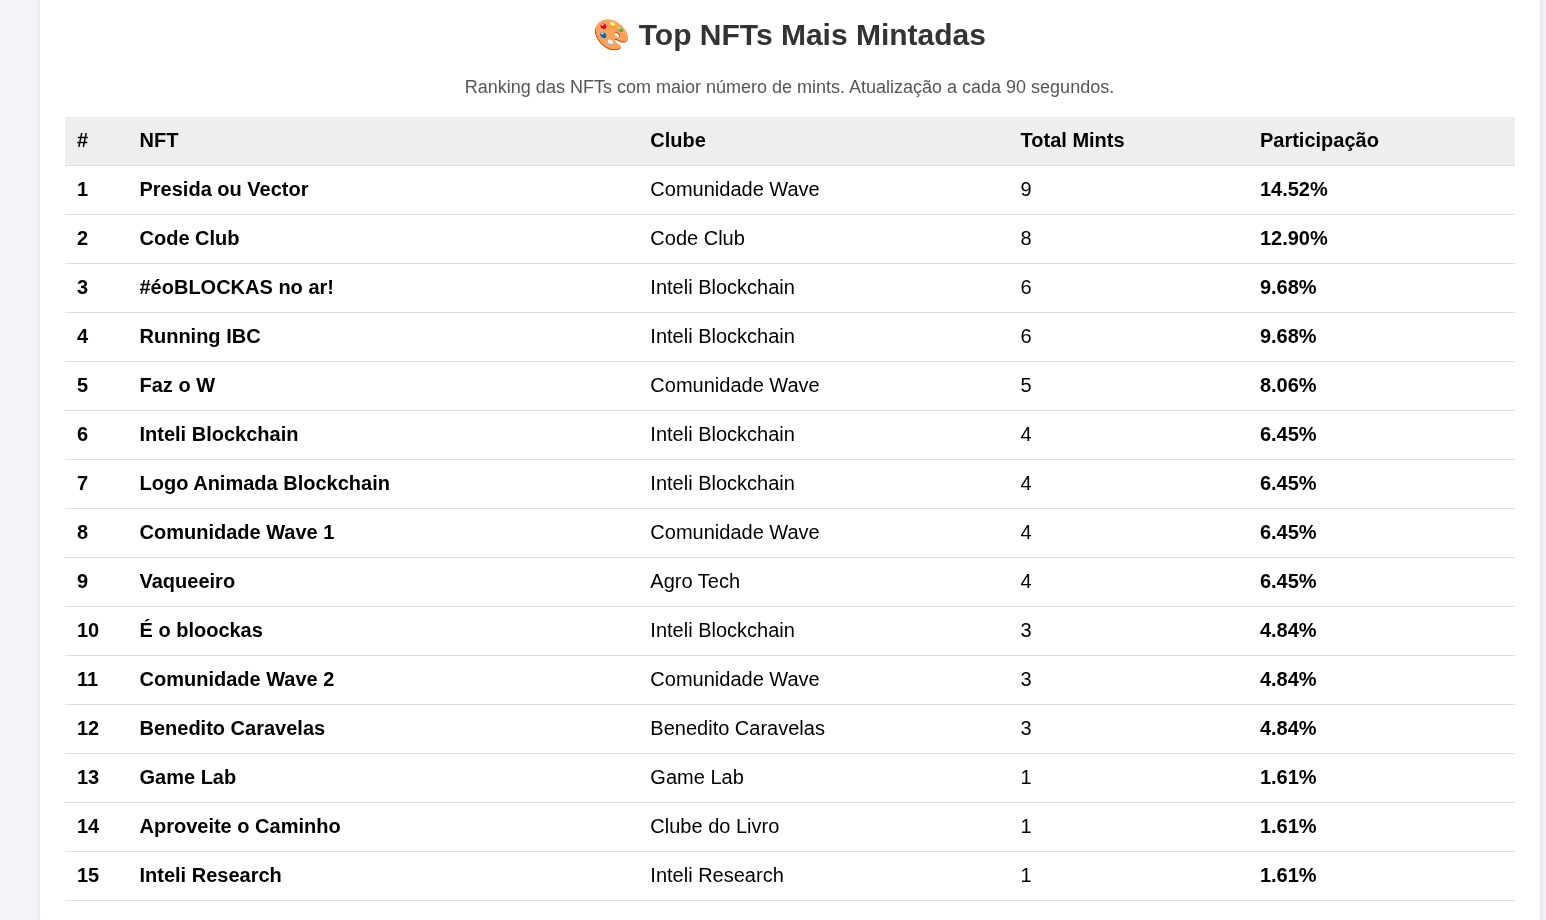 🎨 Top NFTs Mais Mintadas
Ranking das NFTs com maior número de mints. Atualização a cada 90 segundos.
# NFT Clube Total Mints Participação
1 Presida ou Vector Comunidade Wave 9 14.52%
2 Code Club Code Club 8 12.90%
3 #éoBLOCKAS no ar! Inteli Blockchain 6 9.68%
4 Running IBC Inteli Blockchain 6 9.68%
5 Faz o W Comunidade Wave 5 8.06%
6 Inteli Blockchain Inteli Blockchain 4 6.45%
7 Logo Animada Blockchain Inteli Blockchain 4 6.45%
8 Comunidade Wave 1 Comunidade Wave 4 6.45%
9 Vaqueeiro Agro Tech 4 6.45%
10 É o bloockas Inteli Blockchain 3 4.84%
11 Comunidade Wave 2 Comunidade Wave 3 4.84%
12 Benedito Caravelas Benedito Caravelas 3 4.84%
13 Game Lab Game Lab 1 1.61%
14 Aproveite o Caminho Clube do Livro 1 1.61%
15 Inteli Research Inteli Research 1 1.61%